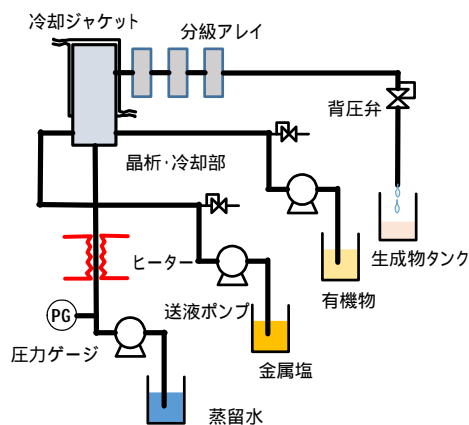 冷却ジャケット
分級アレイ
背圧弁
晶析・冷却部
生成物タンク
ヒーター
有機物
送液ポンプ
PG
圧力ゲージ
金属塩
蒸留水